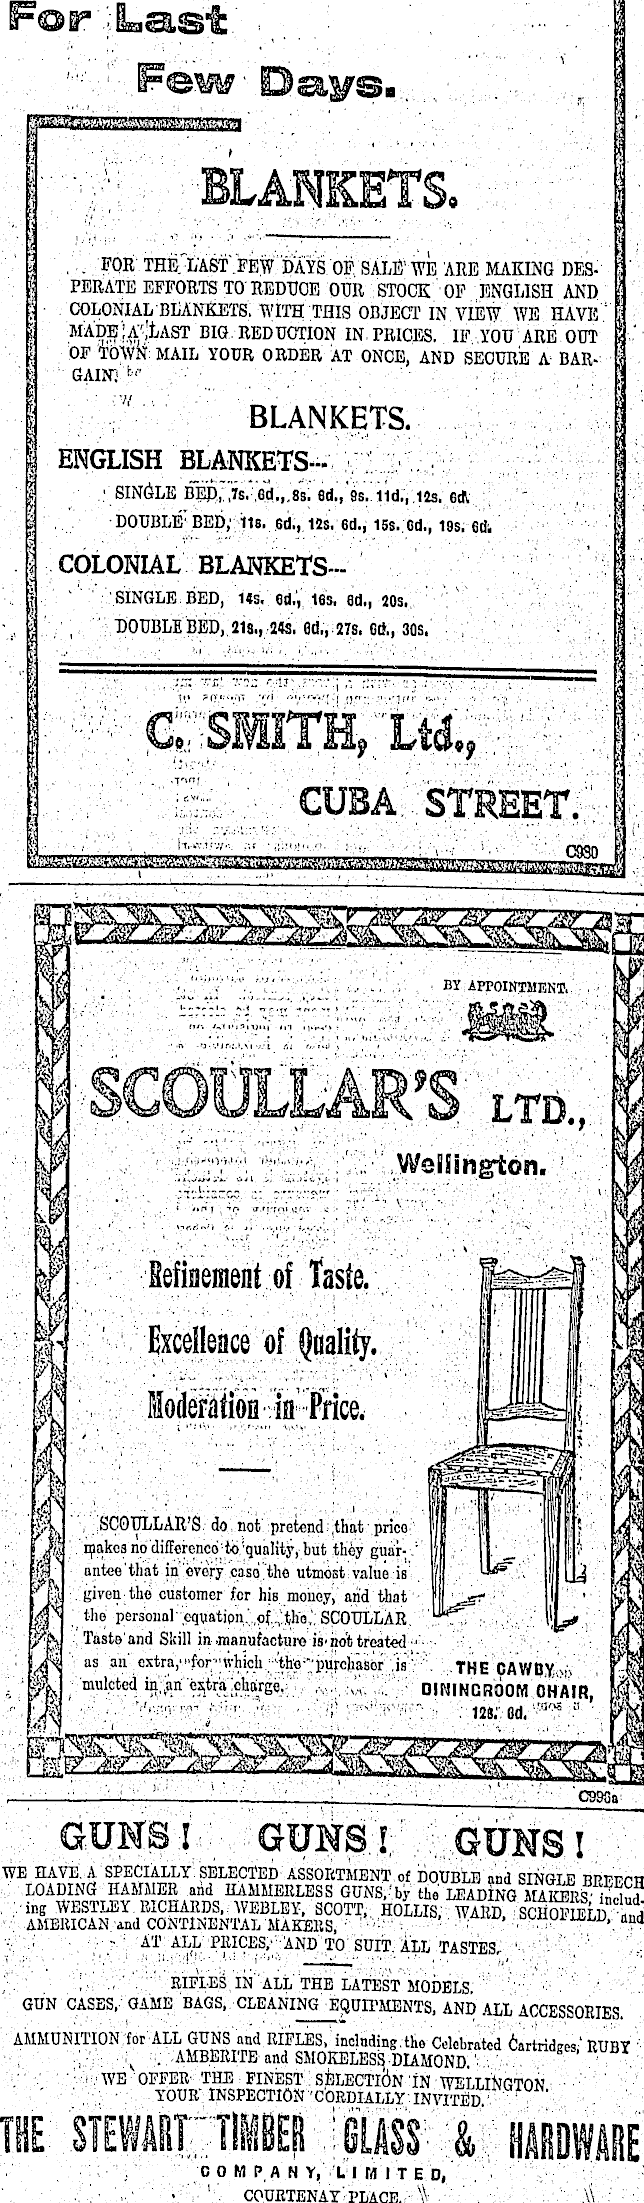 For Last
Few Days.
BLANKETS.
FOR THE LAST FEW DAYS OF SALE WE ARE MAKING DES-
PERATE EFFORTS TO REDUCE OUR STOCK OF ENGLISH AND
COLONIAL BLANKETS. WITH THIS OBJECT IN VIEW WE HAVE
MADE A LAST BIG REDUCTION IN PRICES. IF YOU ARE OUT
OF TOWN MAIL YOUR ORDER AT ONCE, AND SECURE A BAR-
GAIN.
BLANKETS.
ENGLISH BLANKETS---
SINGLE BED, 7s. 6d., 8s. 6d., 9s. 11d., 12s. 6d.
DOUBLE BED, 11s. 6d., 12s. 6d., 15s. 6d., 19s. 6d.
COLONIAL BLANKETS---
SINGLE BED, 14s. 6d., 16s. 6d., 20s.
DOUBLE BED, 21s., 24s. 6d., 27s. 6d., 30s.
C. SMITH, Ltd.,
CUBA STREET.
C980
BY APPOINTMENT.
SCOULLAR'S LTD.,
Wellington.
Refinement of Taste.
Excellence of Quality.
Moderation in Price.
SCOULLAR'S do not pretend that price
makes no difference to quality, but they guar-
antee that in every case the utmost value is
given the customer for his money, and that
the personal equation of the SCOULLAR
Taste and Skill in manufacture is not treated
as an extra, for which the purchaser is
mulcted in an extra charge.
THE CAWBY
DININGROOM CHAIR,
12s. 6d.
C996a
GUNS! GUNS! GUNS!
WE HAVE A SPECIALLY SELECTED ASSORTMENT of DOUBLE and SINGLE BREECH
LOADING HAMMER and HAMMERLESS GUNS, by the LEADING MAKERS, includ-
ing WESTLEY RICHARDS, WEBLEY, SCOTT, HOLLIS, WARD, SCHOFIELD, and
AMERICAN and CONTINENTAL MAKERS,
AT ALL PRICES, AND TO SUIT ALL TASTES.
RIFLES IN ALL THE LATEST MODELS.
GUN CASES, GAME BAGS, CLEANING EQUIPMENTS, AND ALL ACCESSORIES.
AMMUNITION for ALL GUNS and RIFLES, including the Celebrated Cartridges, RUBY
AMBERITE and SMOKELESS DIAMOND.
WE OFFER THE FINEST SELECTION IN WELLINGTON.
YOUR INSPECTION CORDIALLY INVITED.
THE STEWART TIMBER GLASS & HARDWARE
COMPANY, LIMITED,
COURTENAY PLACE.